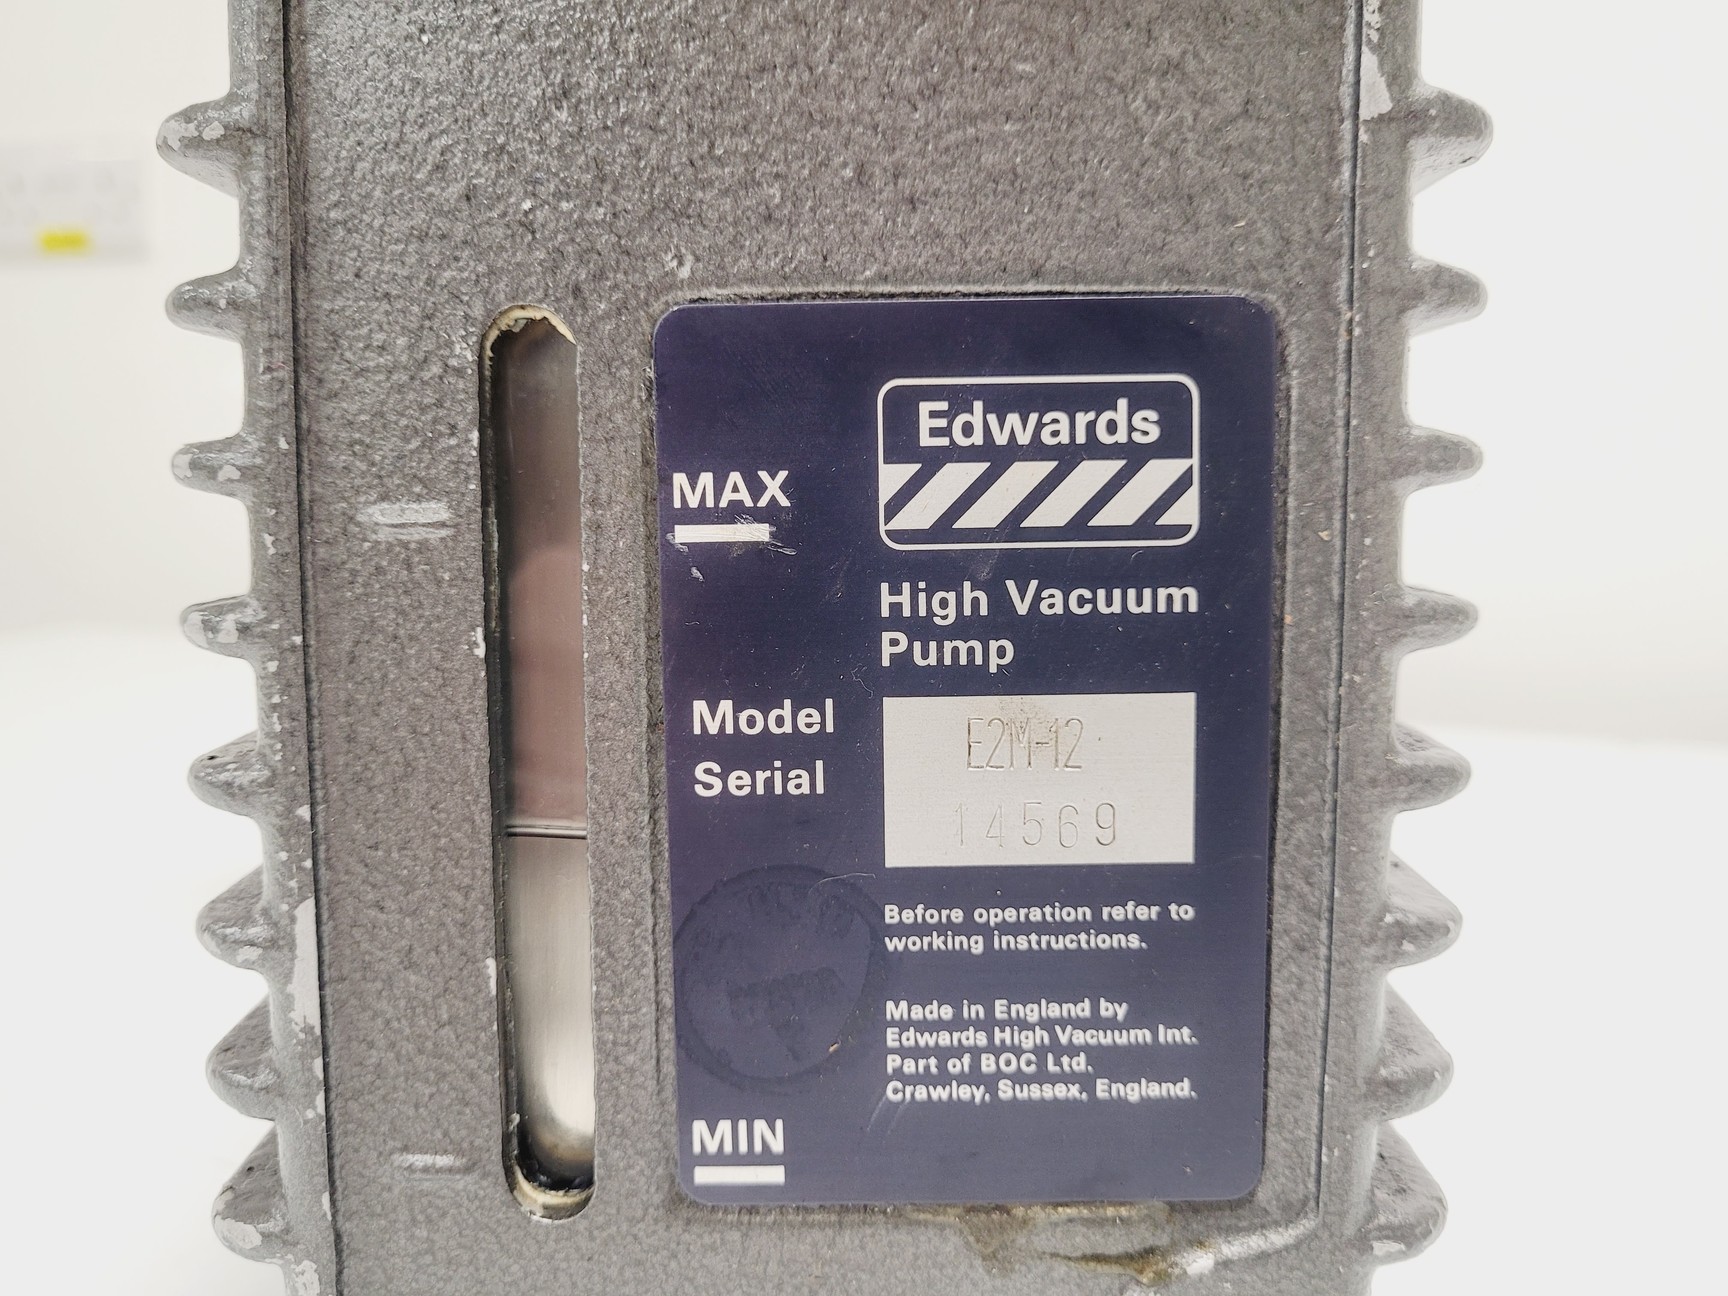 Edwards
MAX
High Vacuum
Pump
Model E2M-12
Serial 14569
Before operation refer to
working instructions.
Made in England by
Edwards High Vacuum Int.
Part of BOC Ltd.
Crawley, Sussex, England.
MIN